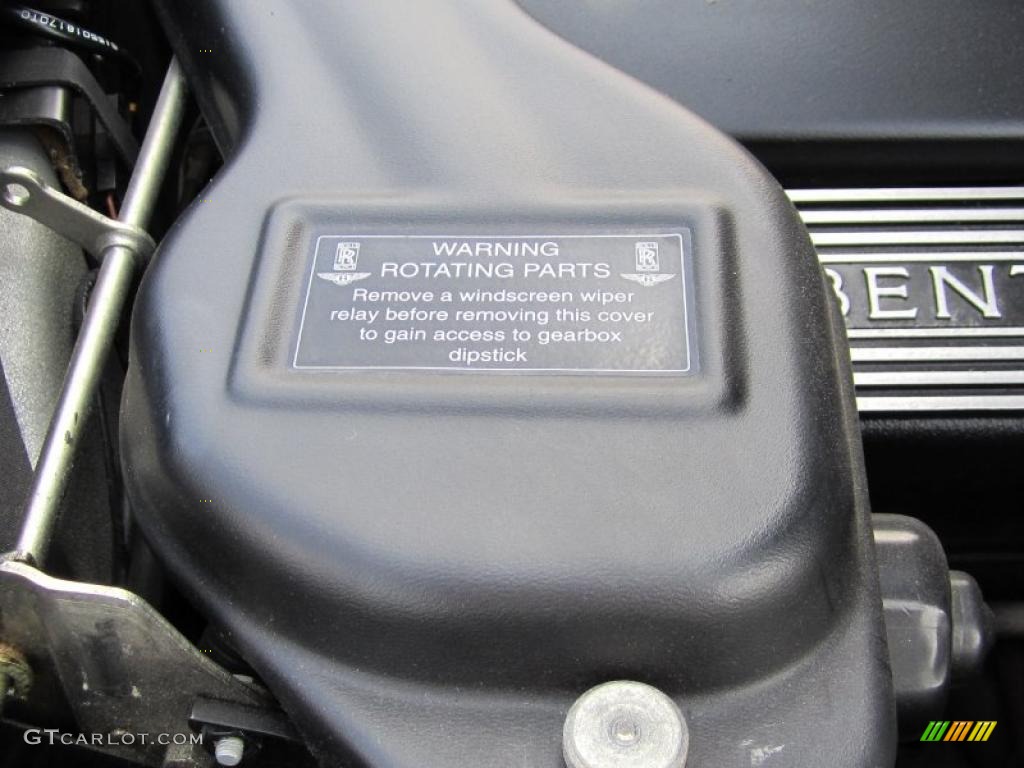 WARNING
ROTATING PARTS
Remove a windscreen wiper
relay before removing this cover
to gain access to gearbox
dipstick
BENT
GTCARLOT.COM